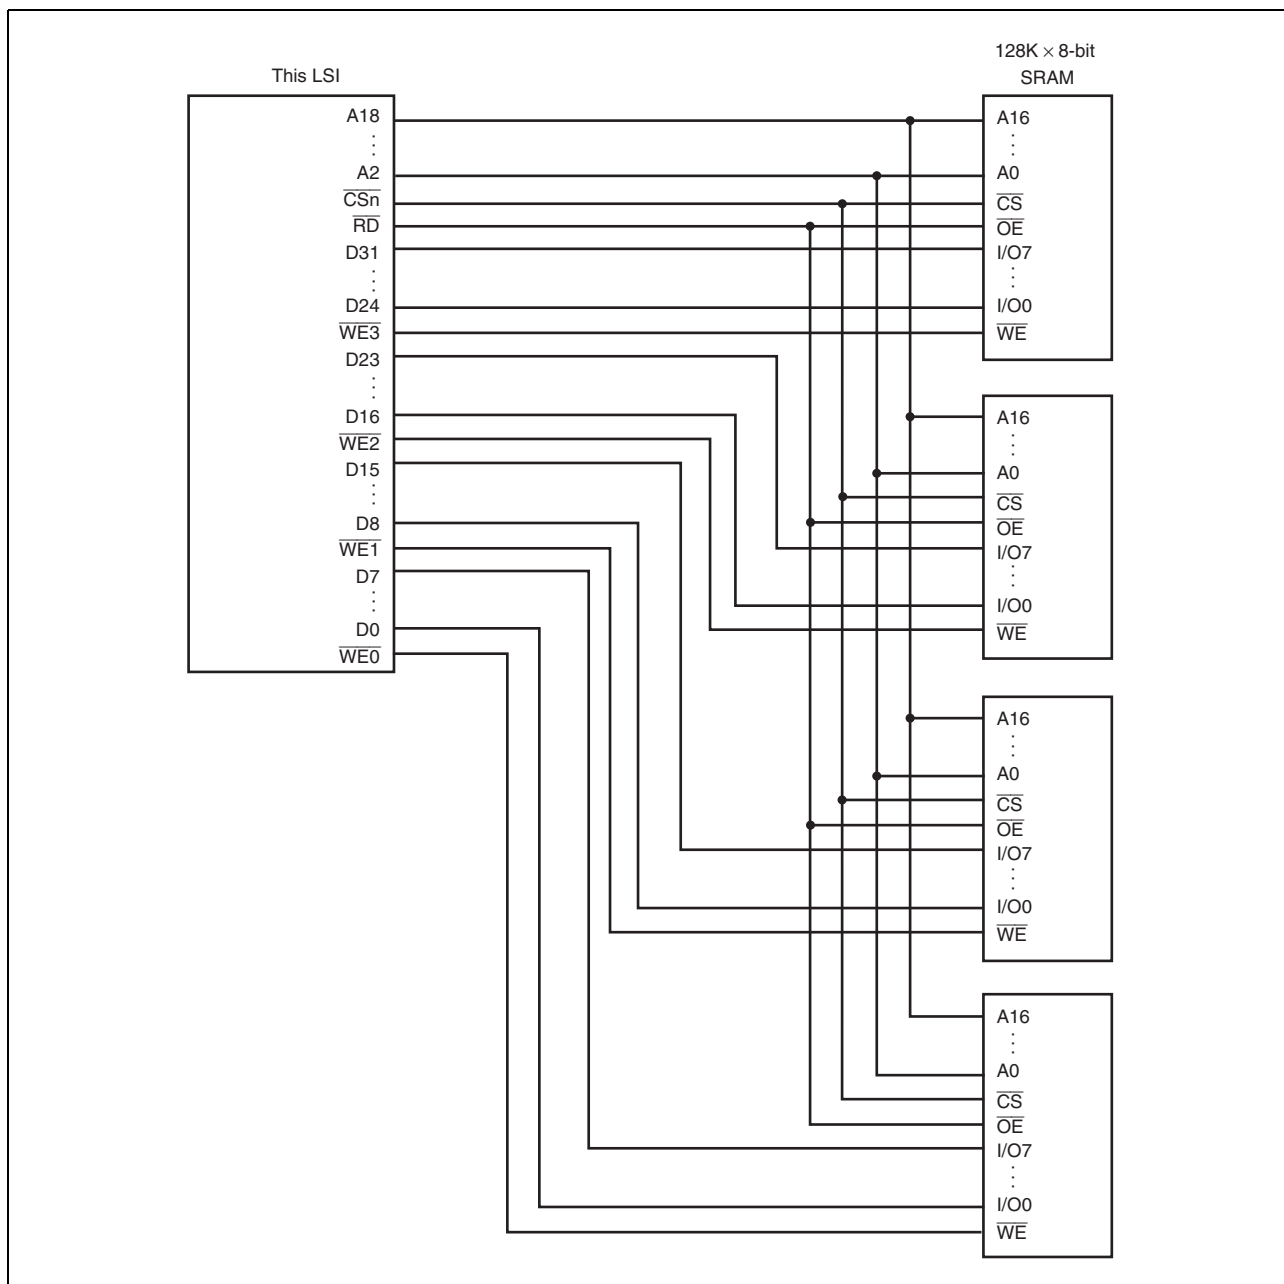 This LSI
A18
A2
CSn
RD
D31
D24
WE3
D23
D16
WE2
D15
D8
WE1
D7
D0
WE0
128K × 8-bit
SRAM
A16
A0
CS
OE
I/O7
I/O0
WE
A16
A0
CS
OE
I/O7
I/O0
WE
A16
A0
CS
OE
I/O7
I/O0
WE
A16
A0
CS
OE
I/O7
I/O0
WE